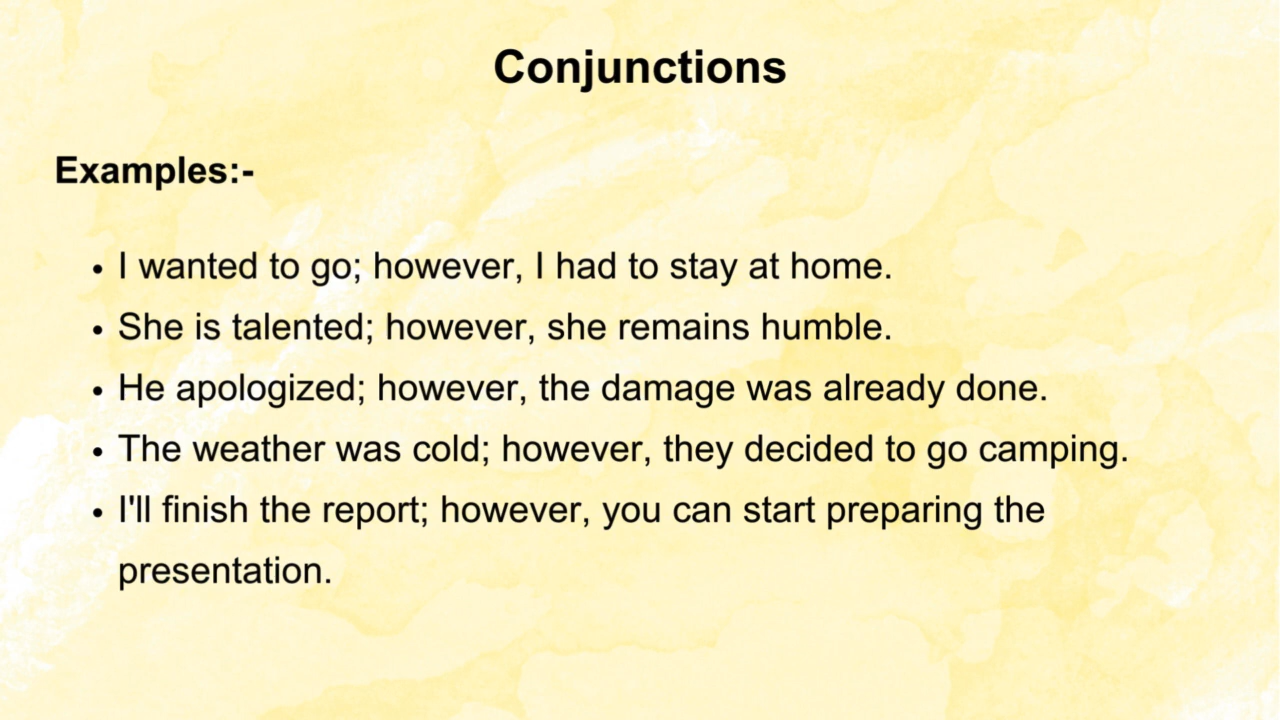 Conjunctions
Examples:-
• I wanted to go; however, I had to stay at home.
• She is talented; however, she remains humble.
• He apologized; however, the damage was already done.
• The weather was cold; however, they decided to go camping.
• I'll finish the report; however, you can start preparing the
presentation.